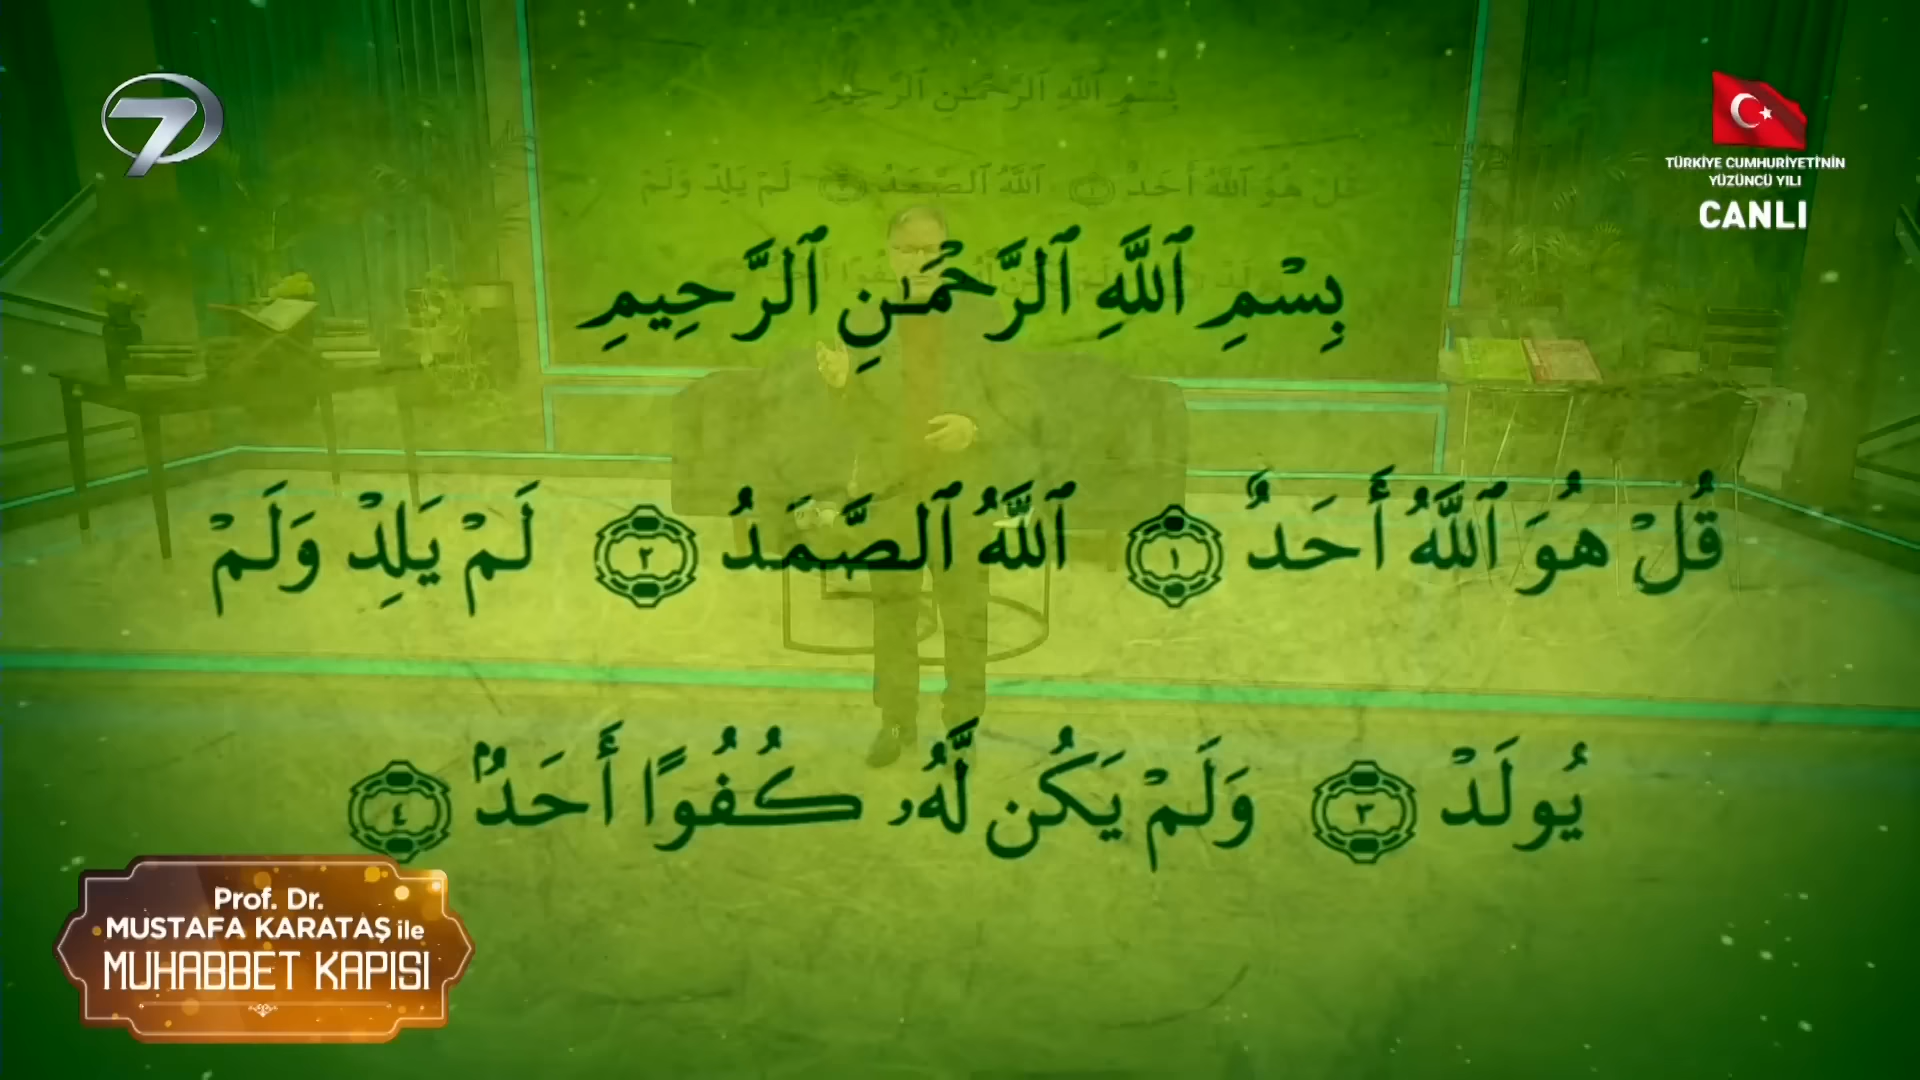 7
TÜRKİYE CUMHURİYETİ'NİN
YÜZÜNCÜ YILI
CANLI
بِسْمِ ٱللَّهِ ٱلرَّحْمَـٰنِ ٱلرَّحِيمِ
قُلْ هُوَ ٱللَّهُ أَحَدٌ ١ ٱللَّهُ ٱلصَّمَدُ ٢ لَمْ يَلِدْ وَلَمْ
يُولَدْ ٣ وَلَمْ يَكُن لَّهُۥ كُفُوًا أَحَدٌۢ ٤
Prof. Dr.
MUSTAFA KARATAŞ ile
MUHABBET KAPISI